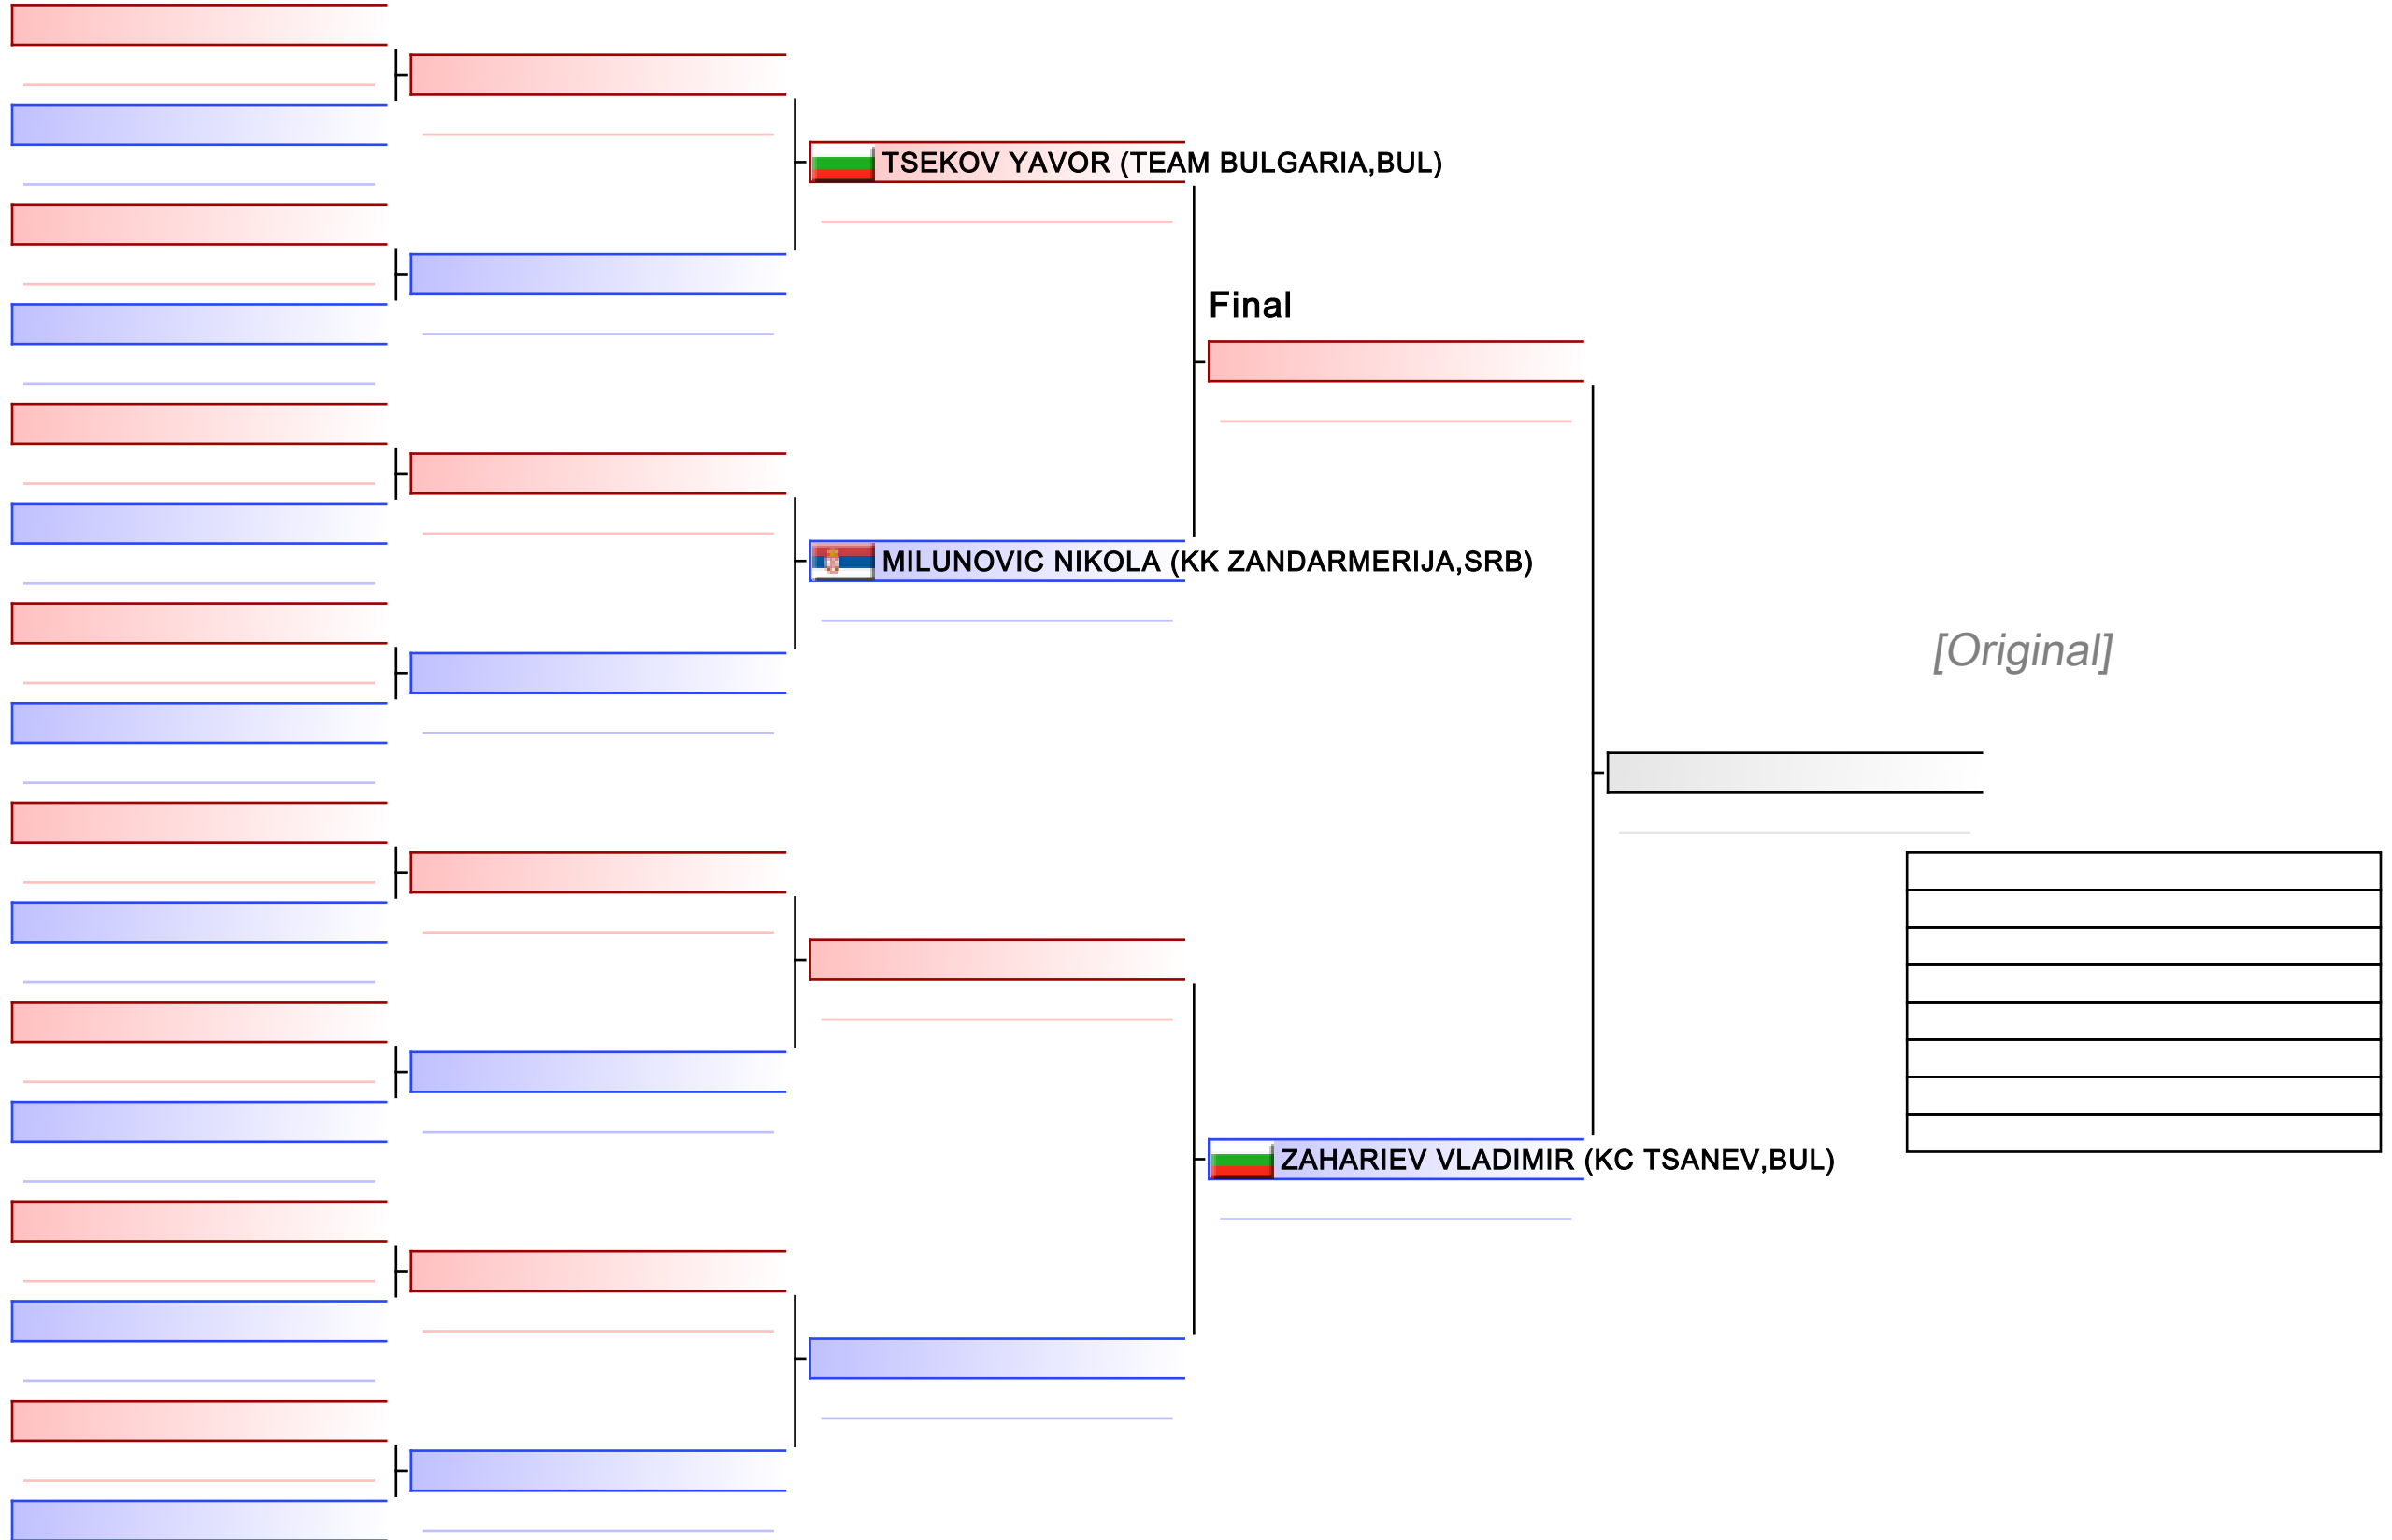 TSEKOV YAVOR (TEAM BULGARIA,BUL)
Final
MILUNOVIC NIKOLA (KK ZANDARMERIJA,SRB)
[Original]
ZAHARIEV VLADIMIR (KC TSANEV,BUL)